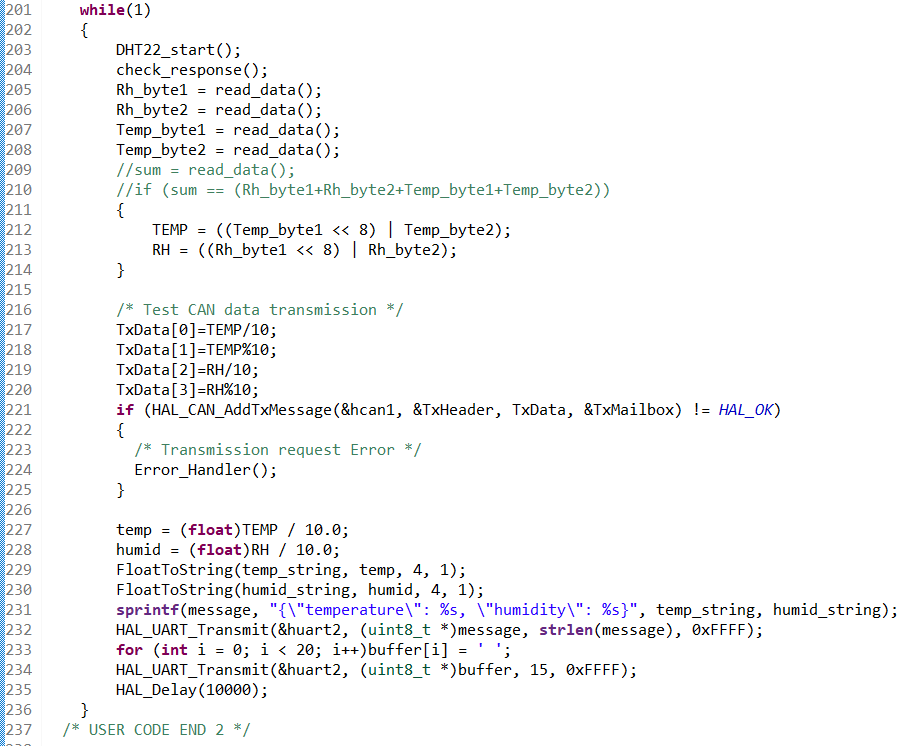 201 while(1)
202 {
203 DHT22_start();
204 check_response();
205 Rh_byte1 = read_data();
206 Rh_byte2 = read_data();
207 Temp_byte1 = read_data();
208 Temp_byte2 = read_data();
209 //sum = read_data();
210 //if (sum == (Rh_byte1+Rh_byte2+Temp_byte1+Temp_byte2))
211 {
212 TEMP = ((Temp_byte1 << 8) | Temp_byte2);
213 RH = ((Rh_byte1 << 8) | Rh_byte2);
214 }
215
216 /* Test CAN data transmission */
217 TxData[0]=TEMP/10;
218 TxData[1]=TEMP%10;
219 TxData[2]=RH/10;
220 TxData[3]=RH%10;
221 if (HAL_CAN_AddTxMessage(&hcan1, &TxHeader, TxData, &TxMailbox) != HAL_OK)
222 {
223 /* Transmission request Error */
224 Error_Handler();
225 }
226
227 temp = (float)TEMP / 10.0;
228 humid = (float)RH / 10.0;
229 FloatToString(temp_string, temp, 4, 1);
230 FloatToString(humid_string, humid, 4, 1);
231 sprintf(message, "{\"temperature\": %s, \"humidity\": %s}", temp_string, humid_string);
232 HAL_UART_Transmit(&huart2, (uint8_t *)message, strlen(message), 0xFFFF);
233 for (int i = 0; i < 20; i++)buffer[i] = ' ';
234 HAL_UART_Transmit(&huart2, (uint8_t *)buffer, 15, 0xFFFF);
235 HAL_Delay(10000);
236 }
237 /* USER CODE END 2 */